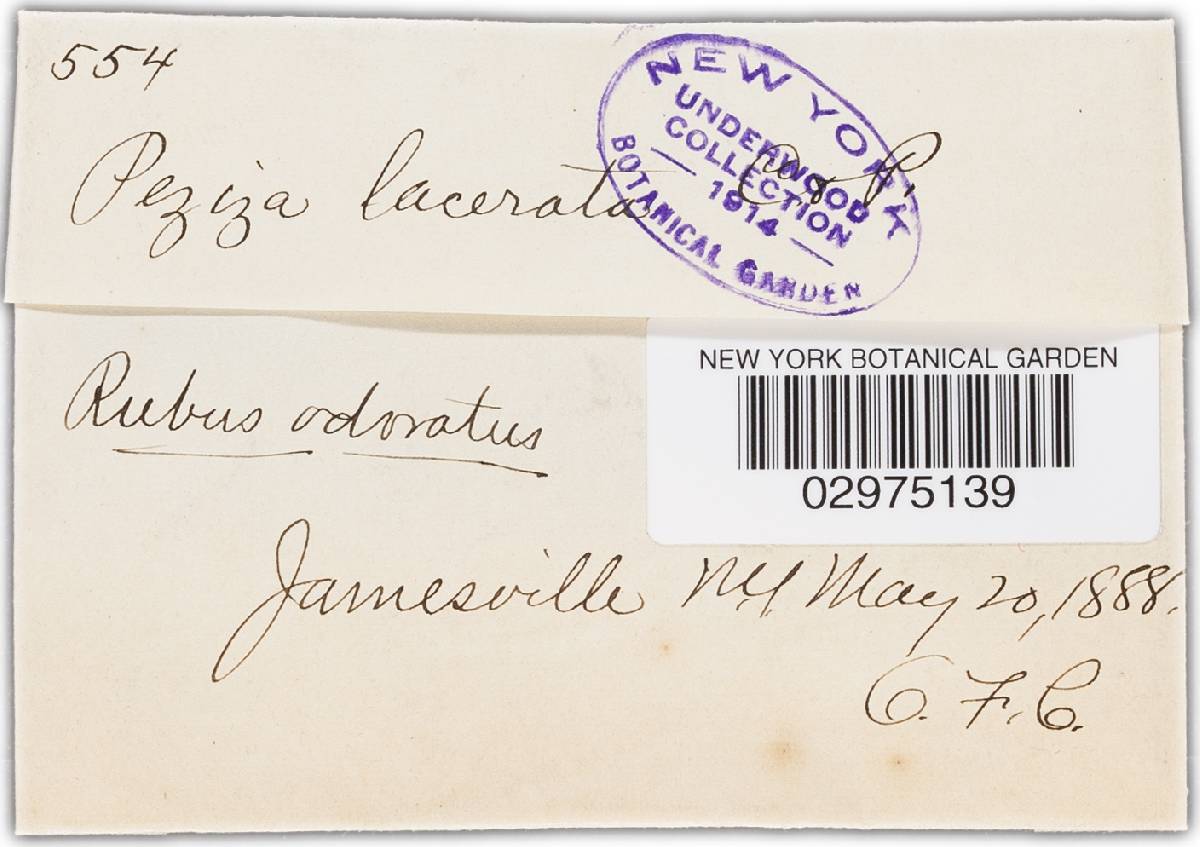 554
Peziza lacerata C & P.
NEW YORK
UNDERWOOD
COLLECTION
1914
BOTANICAL GARDEN
Rubus odoratus
NEW YORK BOTANICAL GARDEN
02975139
Jamesville N.Y. May 20, 1888.
O. F. C.